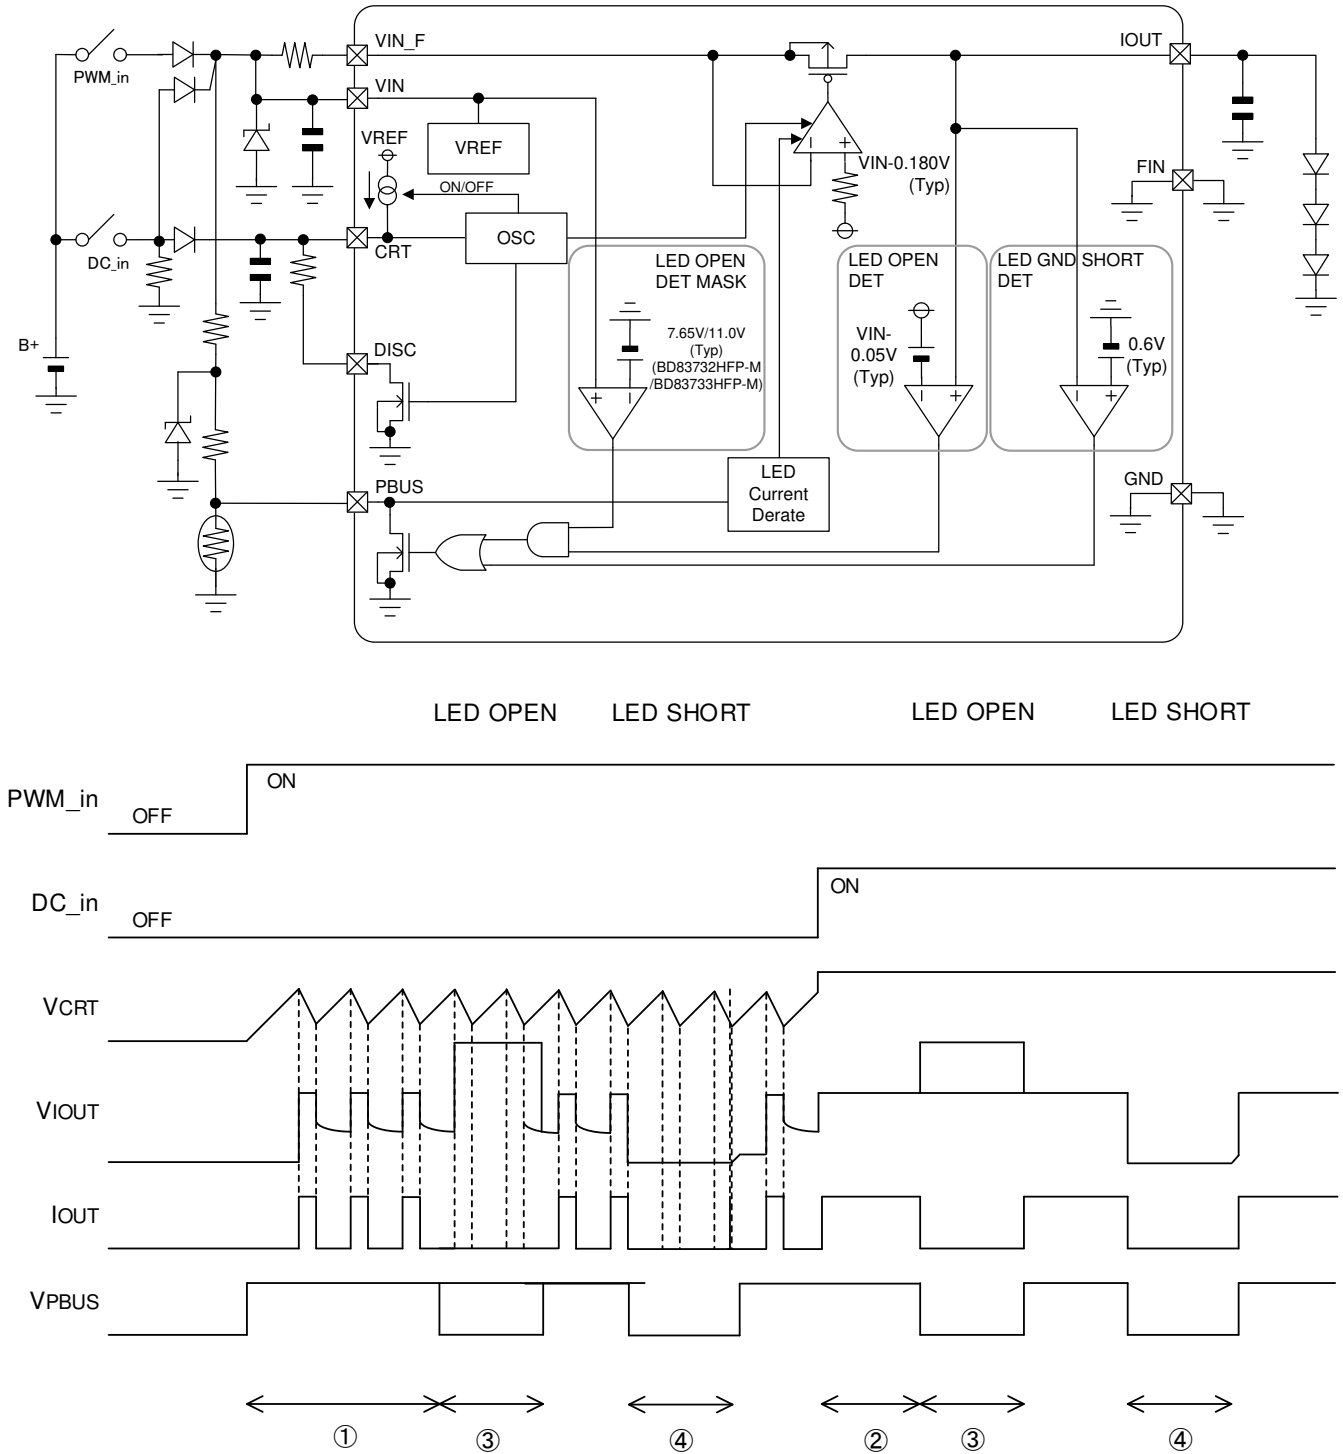 VIN_F
IOUT
PWM_in
VIN
VREF
VREF
VIN-0.180V
(Typ)
FIN
ON/OFF
OSC
CRT
DC_in
LED OPEN
DET MASK
LED OPEN
DET
LED GND SHORT
DET
7.65V/11.0V
(Typ)
(BD83732HFP-M
/BD83733HFP-M)
VIN-
0.05V
(Typ)
0.6V
(Typ)
B+
DISC
+ −
− +
− +
− +
LED
Current
Derate
PBUS
GND
LED OPEN
LED SHORT
LED OPEN
LED SHORT
PWM_in
OFF
ON
DC_in
OFF
ON
VCRT
VIOUT
IOUT
VPBUS
①
③
④
②
③
④